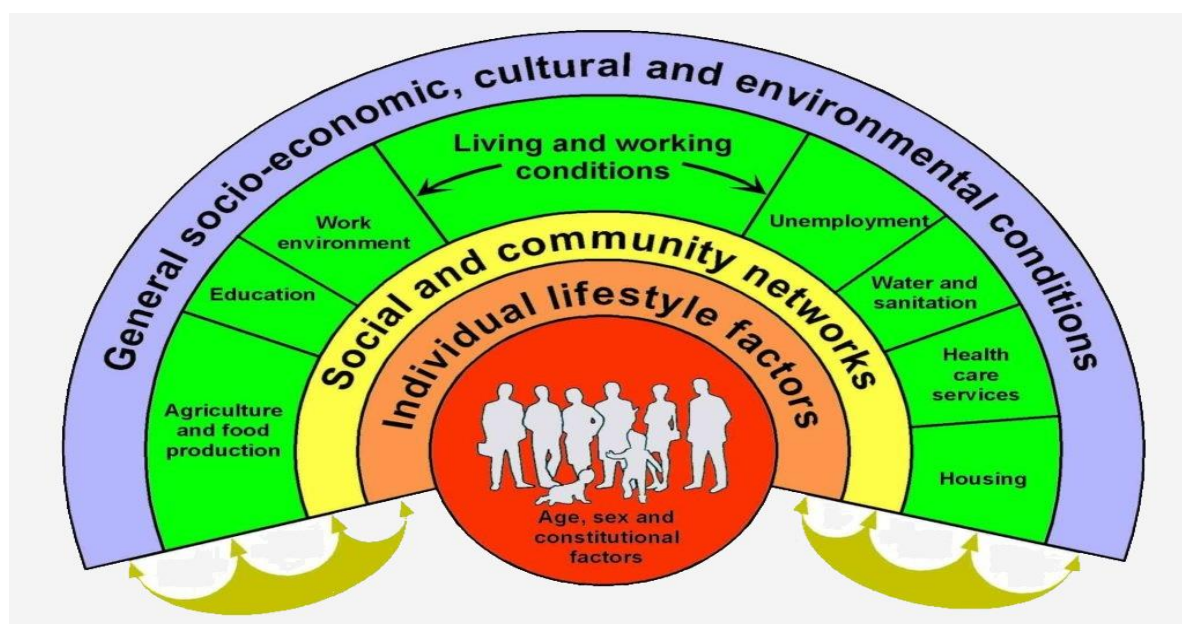 General socio-economic, cultural and environmental conditions
Living and working
conditions
Work
environment
Education
Agriculture
and food
production
Unemployment
Water and
sanitation
Health
care
services
Housing
Social and community networks
Individual lifestyle factors
Age, sex and
constitutional
factors